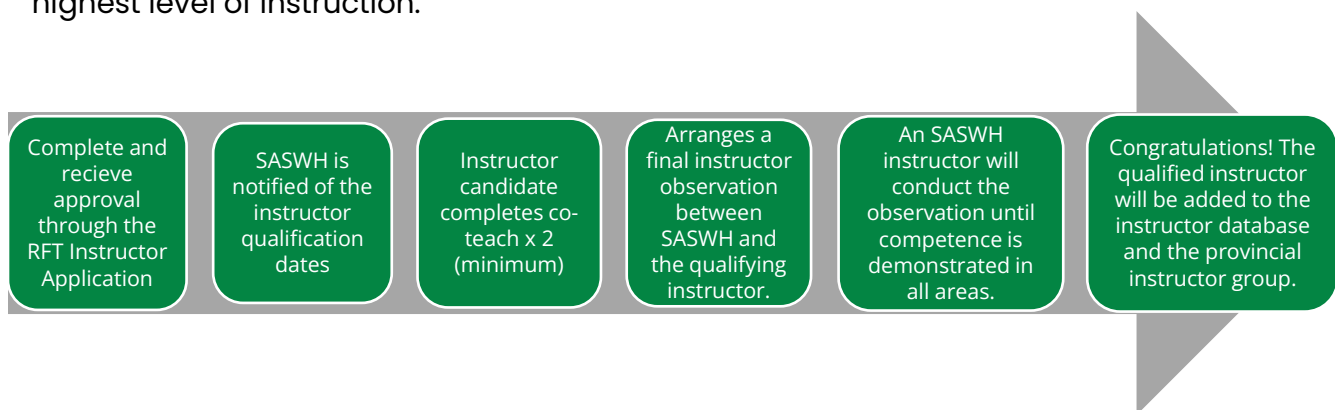 highest level of instruction.
Complete and
recieve
approval
through the
RFT Instructor
Application
SASWH is
notified of the
instructor
qualification
dates
Instructor
candidate
completes co-
teach x 2
(minimum)
Arranges a
final instructor
observation
between
SASWH and
the qualifying
instructor.
An SASWH
instructor will
conduct the
observation until
competence is
demonstrated in
all areas.
Congratulations! The
qualified instructor
will be added to the
instructor database
and the provincial
instructor group.